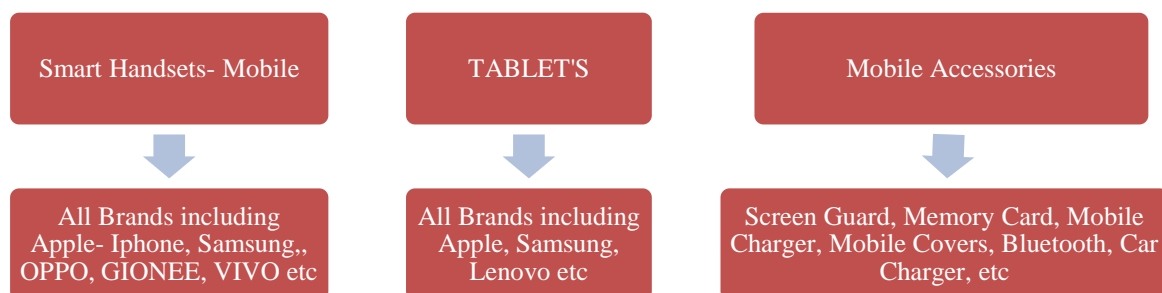 Smart Handsets- Mobile
TABLET'S
Mobile Accessories
All Brands including
Apple- Iphone, Samsung,,
OPPO, GIONEE, VIVO etc
All Brands including
Apple, Samsung,
Lenovo etc
Screen Guard, Memory Card, Mobile
Charger, Mobile Covers, Bluetooth, Car
Charger, etc